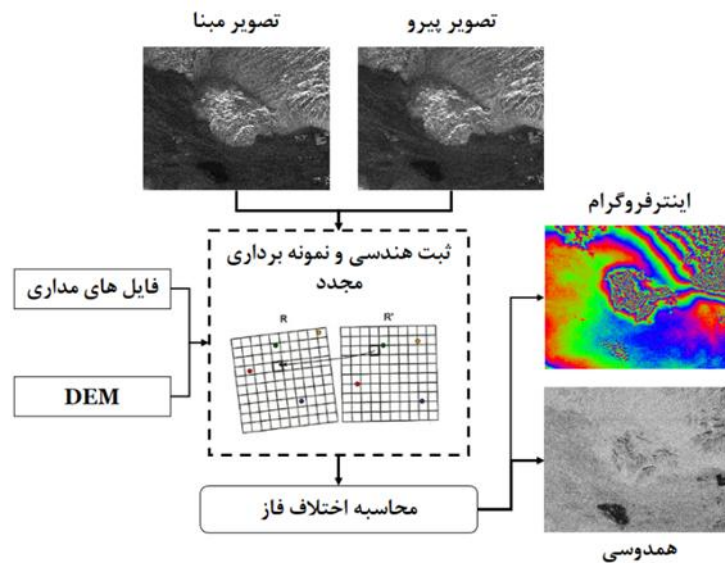 تصویر پیرو
تصویر مبنا
اینترفروگرام
ثبت هندسی و نمونه برداری
مجدد
فایل های مداری
R
R'
DEM
محاسبه اختلاف فاز
همدوسی